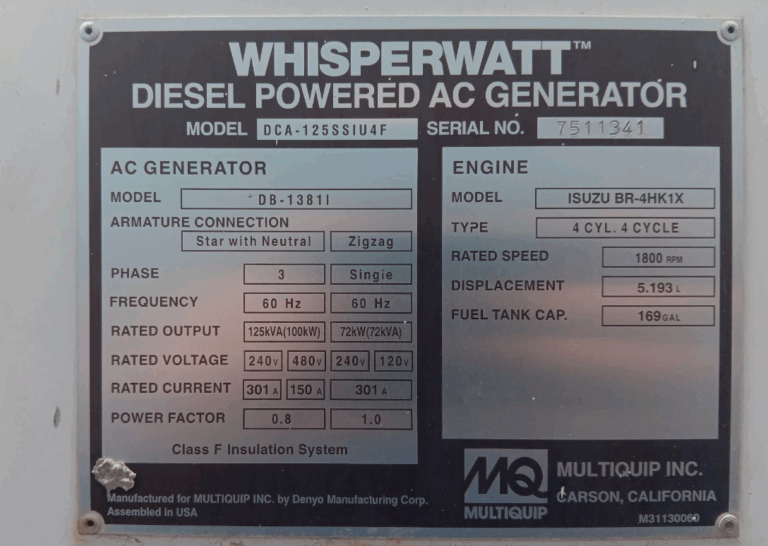 WHISPERWATT™
DIESEL POWERED AC GENERATOR
MODEL DCA-125SSIU4F SERIAL NO. 7511341
AC GENERATOR
MODEL DB-1381I
ARMATURE CONNECTION
Star with Neutral Zigzag
PHASE 3 Single
FREQUENCY 60 Hz 60 Hz
RATED OUTPUT 125kVA(100kW) 72kW(72kVA)
RATED VOLTAGE 240V 480V 240V 120V
RATED CURRENT 301A 150A 301A
POWER FACTOR 0.8 1.0
Class F Insulation System
ENGINE
MODEL ISUZU BR-4HK1X
TYPE 4 CYL. 4 CYCLE
RATED SPEED 1800 RPM
DISPLACEMENT 5.193 L
FUEL TANK CAP. 169 GAL
Manufactured for MULTIQUIP INC. by Denyo Manufacturing Corp.
Assembled in USA
MQ
MULTIQUIP
MULTIQUIP INC.
CARSON, CALIFORNIA